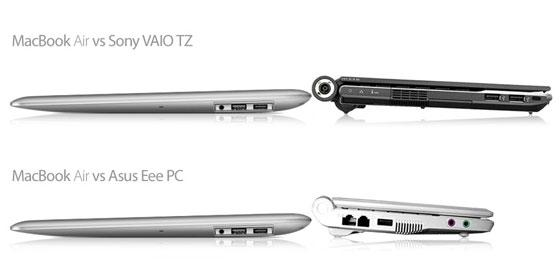 MacBook Air vs Sony VAIO TZ
MacBook Air vs Asus Eee PC